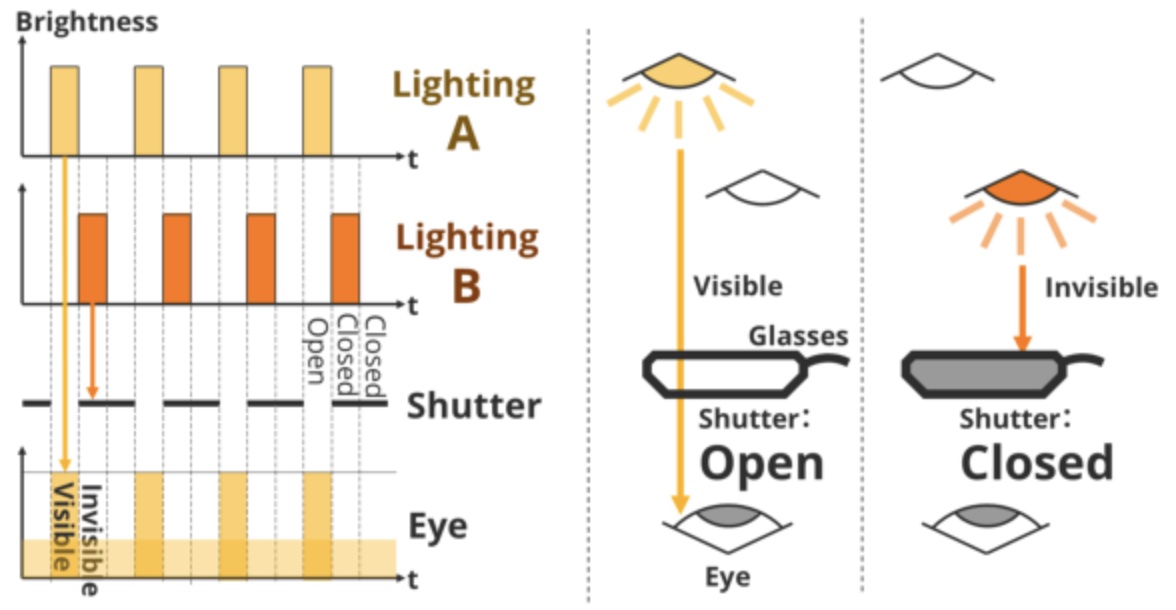 Brightness
Lighting
A
t
Lighting
B
t
Open
Closed
Closed
Shutter
Visible
Invisible
Eye
t
Visible
Glasses
Shutter:
Open
Eye
Invisible
Shutter:
Closed